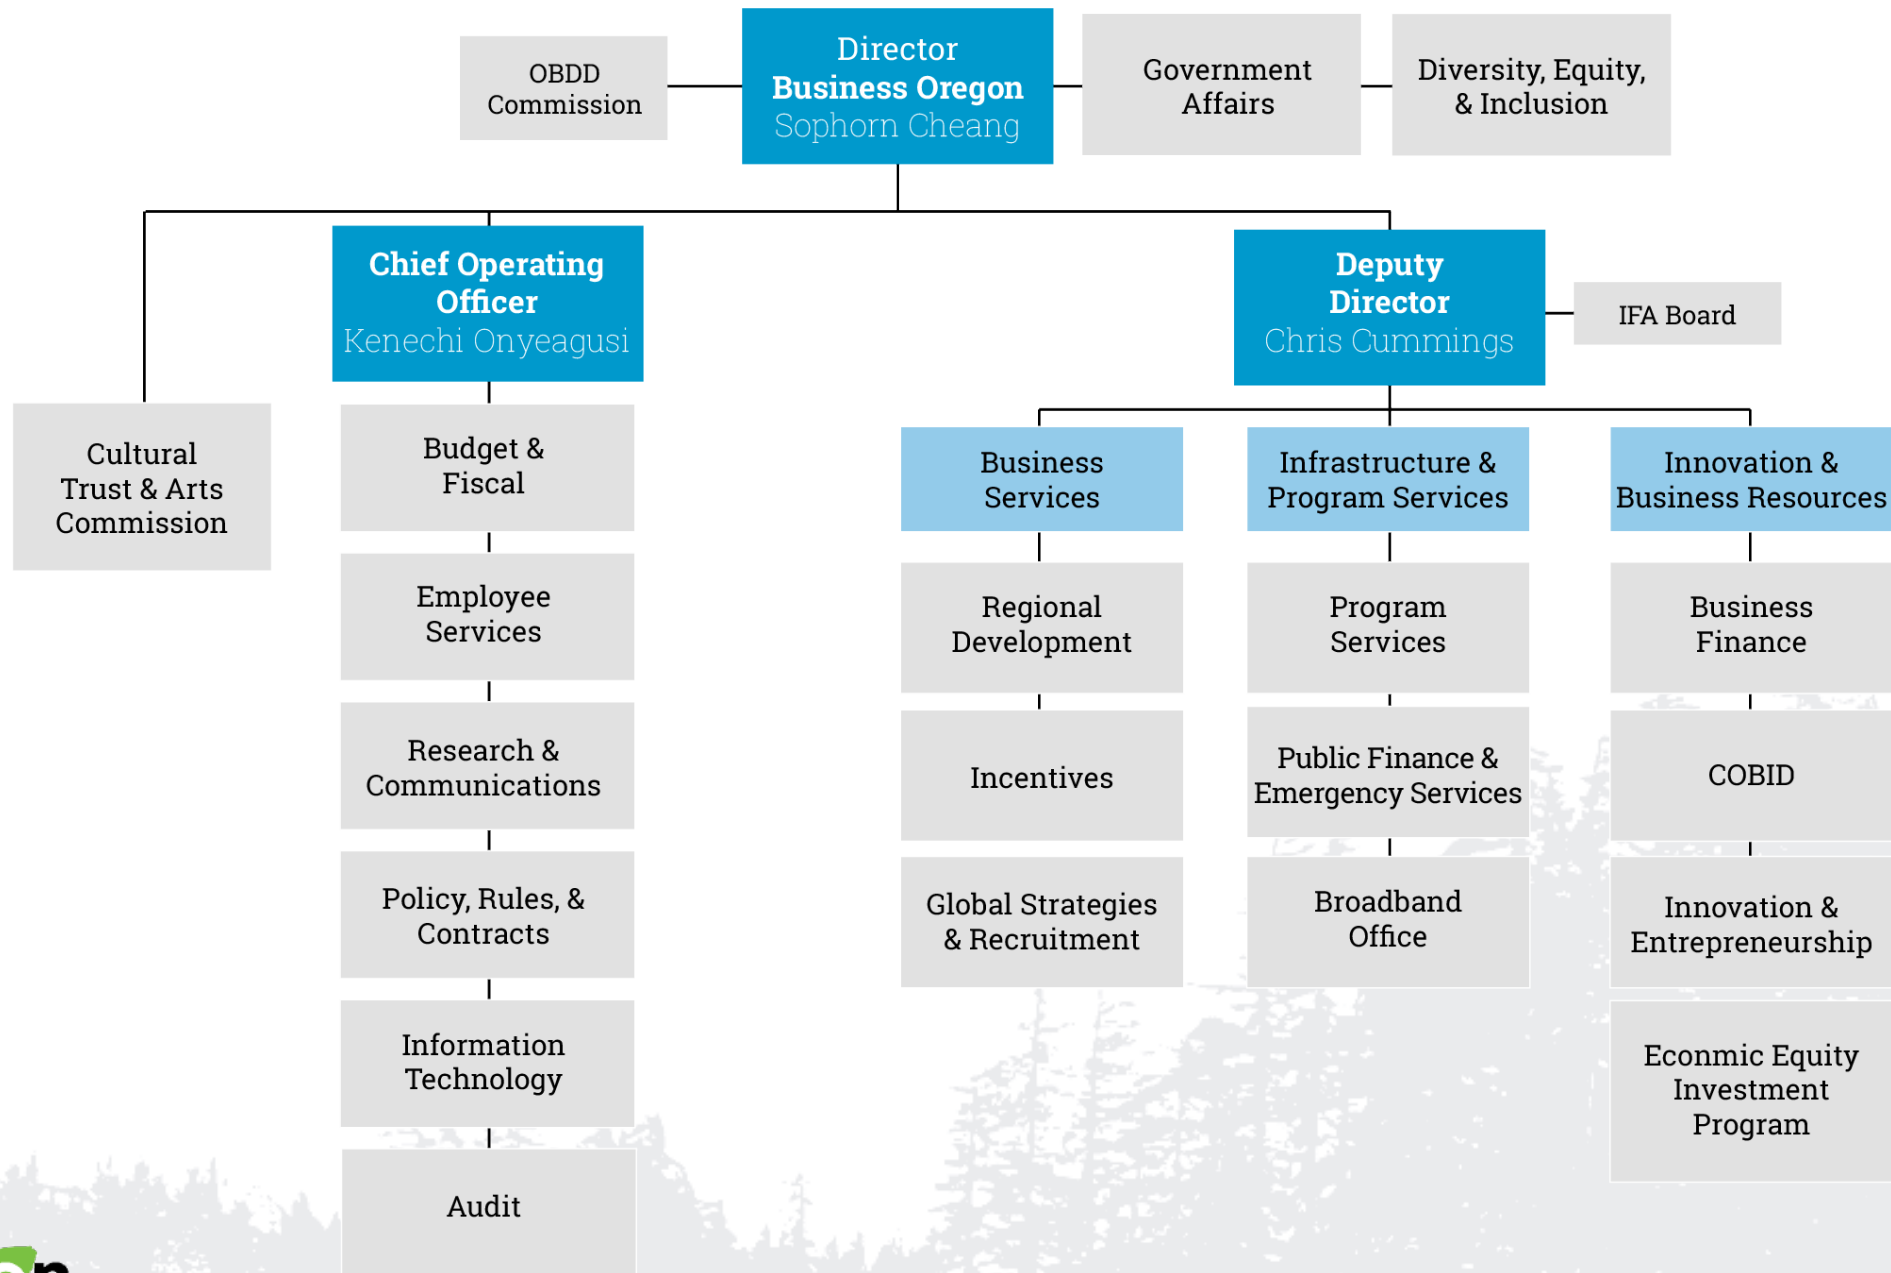 OBDD
Commission
Director
Business Oregon
Sophorn Cheang
Government
Affairs
Diversity, Equity,
& Inclusion
Chief Operating
Officer
Kenechi Onyeagusi
Deputy
Director
Chris Cummings
IFA Board
Cultural
Trust & Arts
Commission
Budget &
Fiscal
Employee
Services
Research &
Communications
Policy, Rules, &
Contracts
Information
Technology
Audit
Business
Services
Regional
Development
Incentives
Global Strategies
& Recruitment
Infrastructure &
Program Services
Program
Services
Public Finance &
Emergency Services
Broadband
Office
Innovation &
Business Resources
Business
Finance
COBID
Innovation &
Entrepreneurship
Econmic Equity
Investment
Program